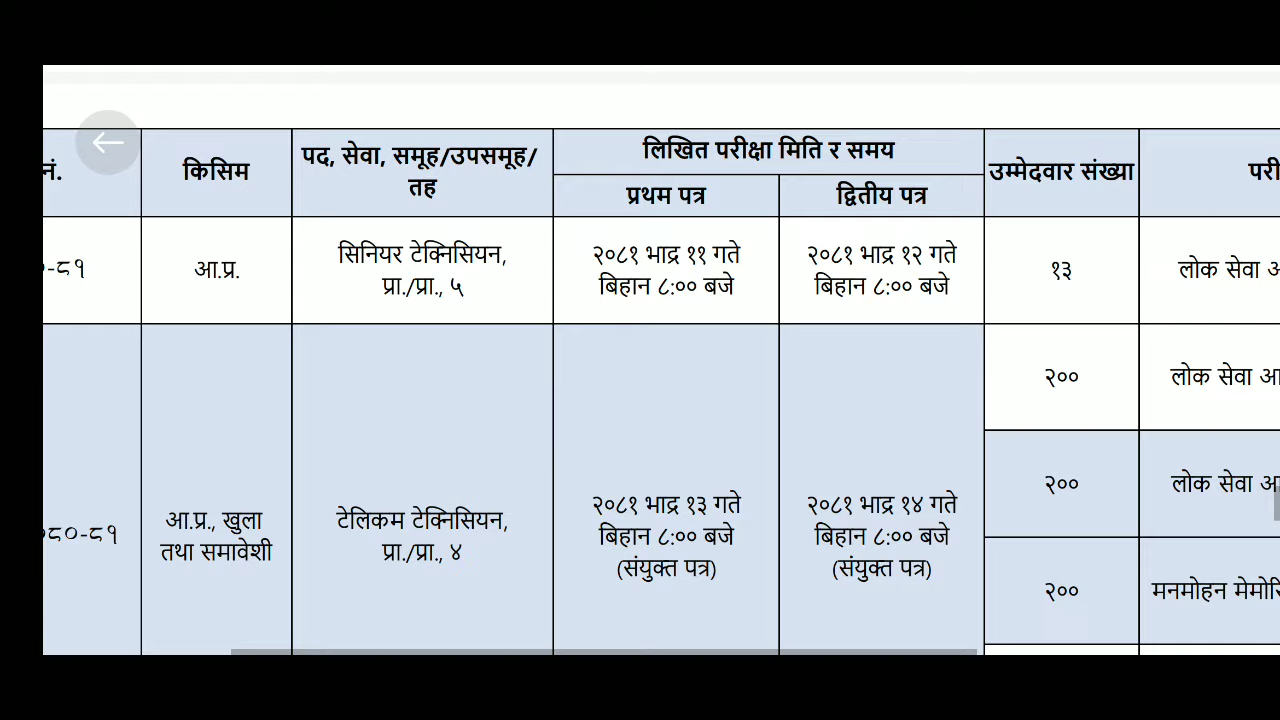 नं.
किसिम
पद, सेवा, समूह/उपसमूह/
तह
लिखित परीक्षा मिति र समय
प्रथम पत्र
द्वितीय पत्र
उम्मेदवार संख्या
-८१
आ.प्र.
सिनियर टेक्निसियन,
प्रा./प्रा., ५
२०८१ भाद्र ११ गते
बिहान ८:०० बजे
२०८१ भाद्र १२ गते
बिहान ८:०० बजे
१३
लोक सेवा
२००
लोक सेवा
२००
लोक सेवा
८०-८१
आ.प्र., खुला
तथा समावेशी
टेलिकम टेक्निसियन,
प्रा./प्रा., ४
२०८१ भाद्र १३ गते
बिहान ८:०० बजे
(संयुक्त पत्र)
२०८१ भाद्र १४ गते
बिहान ८:०० बजे
(संयुक्त पत्र)
२००
मनमोहन